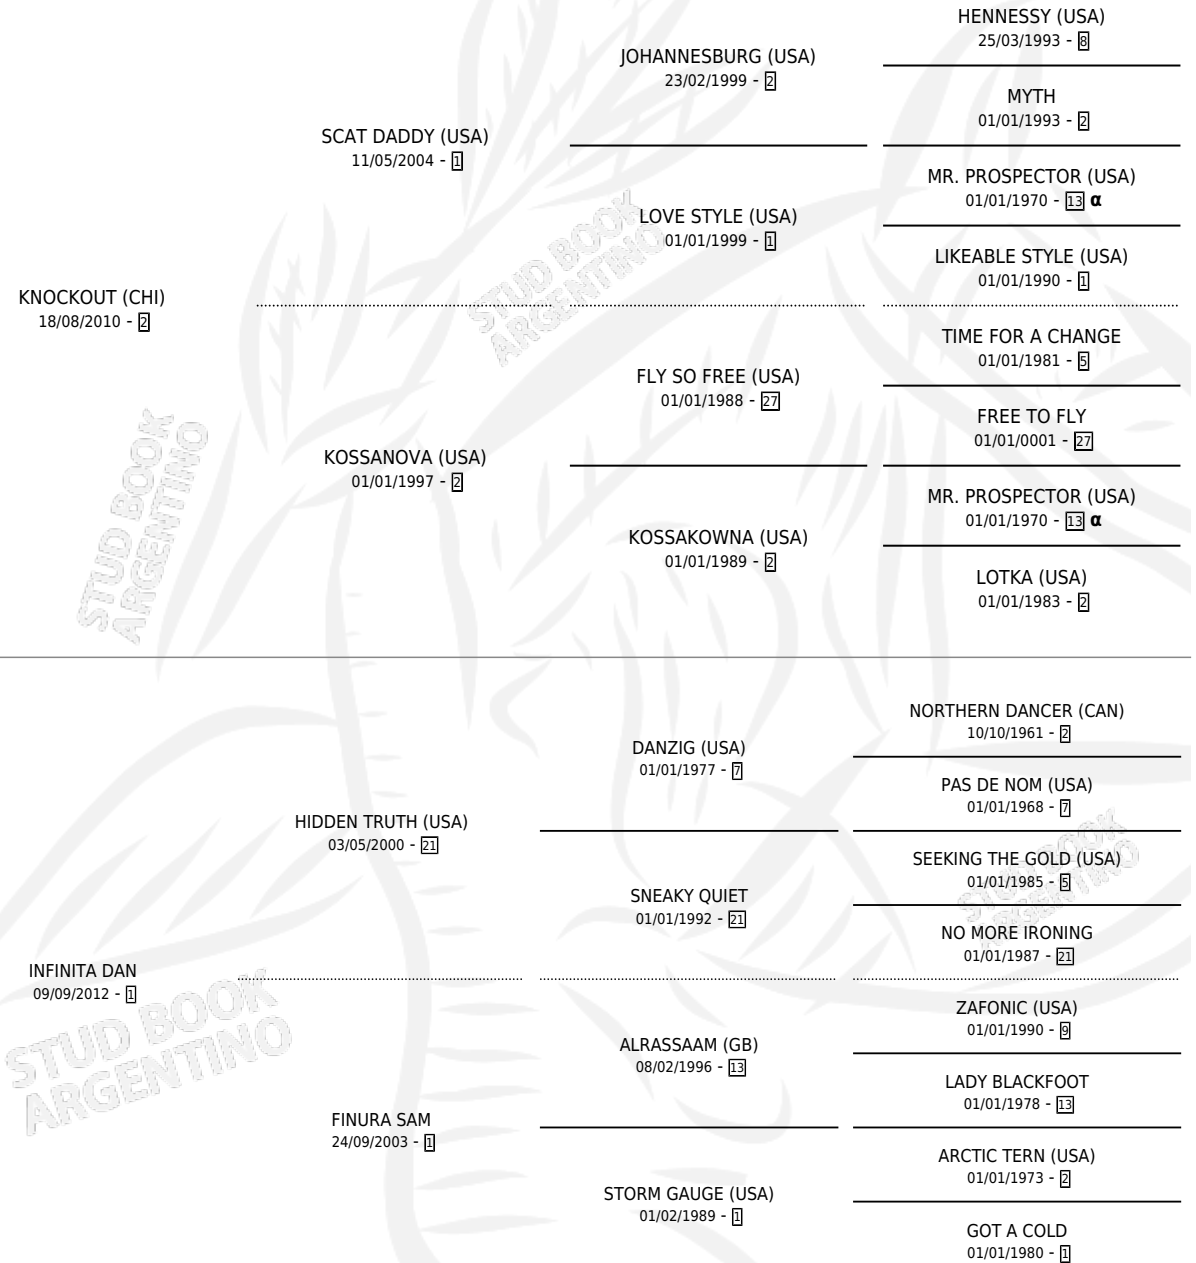 HENNESSY (USA)
25/03/1993 - 8
JOHANNESBURG (USA)
23/02/1999 - 2
MYTH
01/01/1993 - 2
SCAT DADDY (USA)
11/05/2004 - 1
MR. PROSPECTOR (USA)
01/01/1970 - 13 α
LOVE STYLE (USA)
01/01/1999 - 1
LIKEABLE STYLE (USA)
01/01/1990 - 1
KNOCKOUT (CHI)
18/08/2010 - 2
TIME FOR A CHANGE
01/01/1981 - 5
FLY SO FREE (USA)
01/01/1988 - 27
FREE TO FLY
01/01/0001 - 27
KOSSANOVA (USA)
01/01/1997 - 2
MR. PROSPECTOR (USA)
01/01/1970 - 13 α
KOSSAKOWNA (USA)
01/01/1989 - 2
LOTKA (USA)
01/01/1983 - 2
NORTHERN DANCER (CAN)
10/10/1961 - 2
DANZIG (USA)
01/01/1977 - 7
PAS DE NOM (USA)
01/01/1968 - 7
HIDDEN TRUTH (USA)
03/05/2000 - 21
SEEKING THE GOLD (USA)
01/01/1985 - 5
SNEAKY QUIET
01/01/1992 - 21
NO MORE IRONING
01/01/1987 - 21
INFINITA DAN
09/09/2012 - 1
ZAFONIC (USA)
01/01/1990 - 9
ALRASSAAM (GB)
08/02/1996 - 13
LADY BLACKFOOT
01/01/1978 - 13
FINURA SAM
24/09/2003 - 1
ARCTIC TERN (USA)
01/01/1973 - 2
STORM GAUGE (USA)
01/02/1989 - 1
GOT A COLD
01/01/1980 - 1
STUD BOOK
ARGENTINO
STUD BOOK
ARGENTINO
STUD BOOK
ARGENTINO
STUD BOOK
ARGENTINO